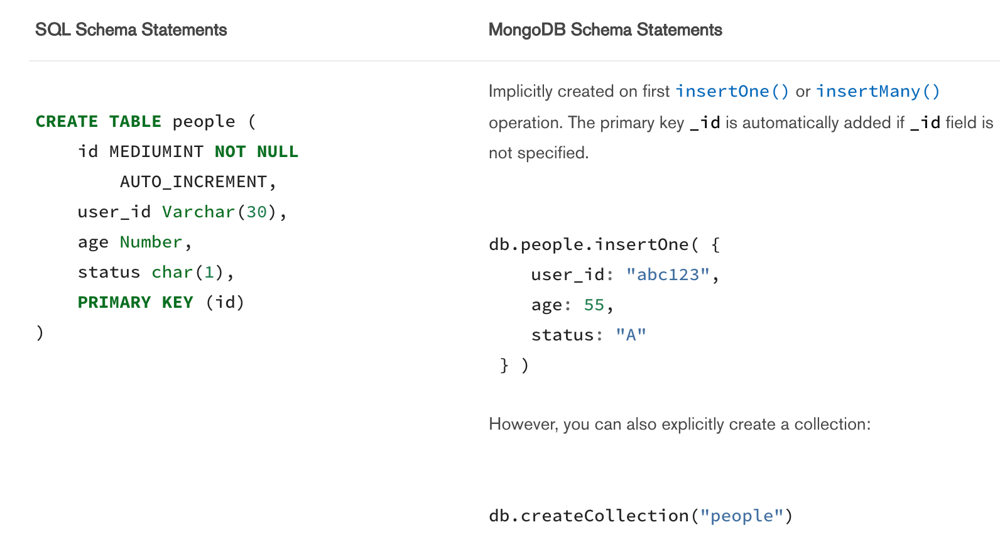 SQL Schema Statements
MongoDB Schema Statements
CREATE TABLE people (
    id MEDIUMINT NOT NULL
        AUTO_INCREMENT,
    user_id Varchar(30),
    age Number,
    status char(1),
    PRIMARY KEY (id)
)
Implicitly created on first insertOne() or insertMany()
operation. The primary key _id is automatically added if _id field is
not specified.
db.people.insertOne( {
    user_id: "abc123",
    age: 55,
    status: "A"
 } )
However, you can also explicitly create a collection:
db.createCollection("people")